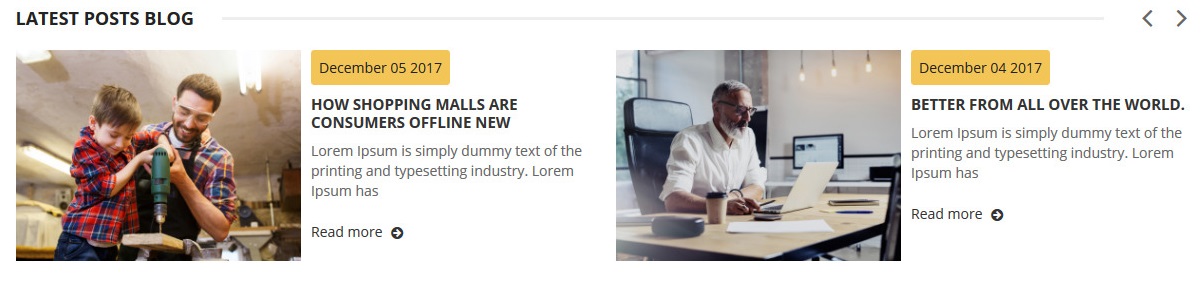 LATEST POSTS BLOG
December 05 2017
HOW SHOPPING MALLS ARE
CONSUMERS OFFLINE NEW
Lorem Ipsum is simply dummy text of the
printing and typesetting industry. Lorem
Ipsum has
Read more
December 04 2017
BETTER FROM ALL OVER THE WORLD.
Lorem Ipsum is simply dummy text of the
printing and typesetting industry. Lorem
Ipsum has
Read more